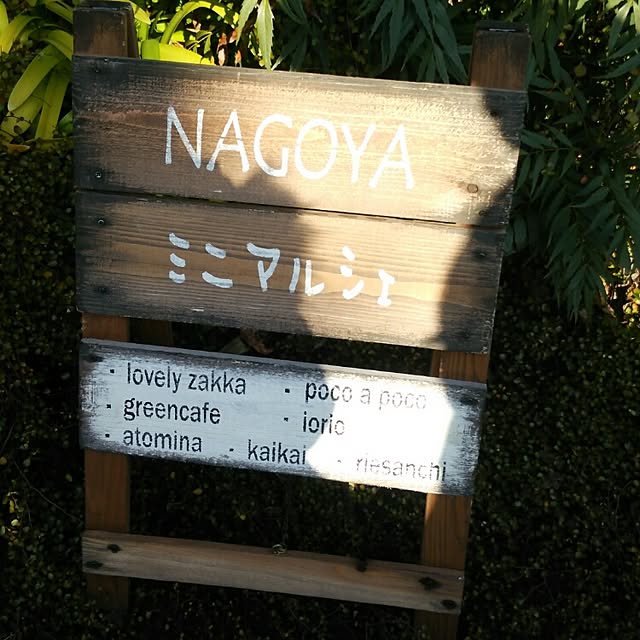 NAGOYA
ミニマルシェ
・lovely zakka ・poco a poco
・greencafe ・iorio
・atomina ・kaikai ・riesanchi